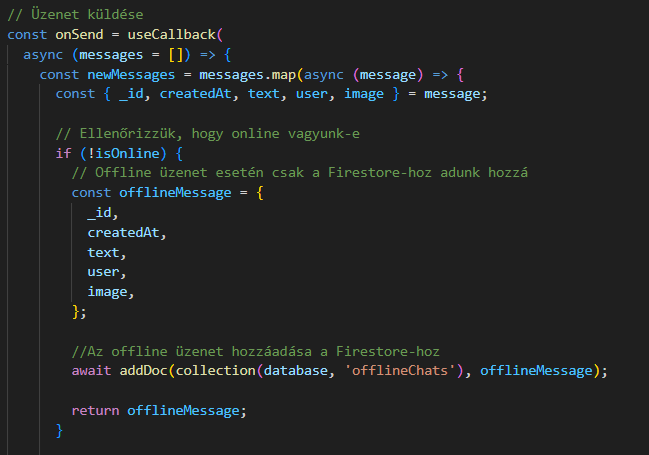 // Üzenet küldése
const onSend = useCallback(
async (messages = []) => {
const newMessages = messages.map(async (message) => {
const { _id, createdAt, text, user, image } = message;
// Ellenőrizzük, hogy online vagyunk-e
if (!isOnline) {
// Offline üzenet esetén csak a Firestore-hoz adunk hozzá
const offlineMessage = {
_id,
createdAt,
text,
user,
image,
};
//Az offline üzenet hozzáadása a Firestore-hoz
await addDoc(collection(database, 'offlineChats'), offlineMessage);
return offlineMessage;
}